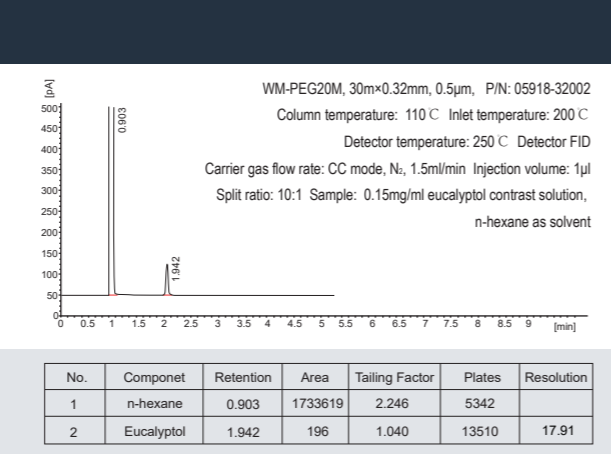 WM-PEG20M, 30m×0.32mm, 0.5μm, P/N: 05918-32002
Column temperature: 110℃ Inlet temperature: 200℃
Detector temperature: 250℃ Detector FID
Carrier gas flow rate: CC mode, N₂, 1.5ml/min Injection volume: 1μl
Split ratio: 10:1 Sample: 0.15mg/ml eucalyptol contrast solution,
n-hexane as solvent
[pA]
500
450
400
350
300
250
200
150
100
50
0
0.903
1.942
0 0.5 1 1.5 2 2.5 3 3.5 4 4.5 5 5.5 6 6.5 7 7.5 8 8.5 9 [min]
No. Componet Retention Area Tailing Factor Plates Resolution
1 n-hexane 0.903 1733619 2.246 5342
2 Eucalyptol 1.942 196 1.040 13510 17.91